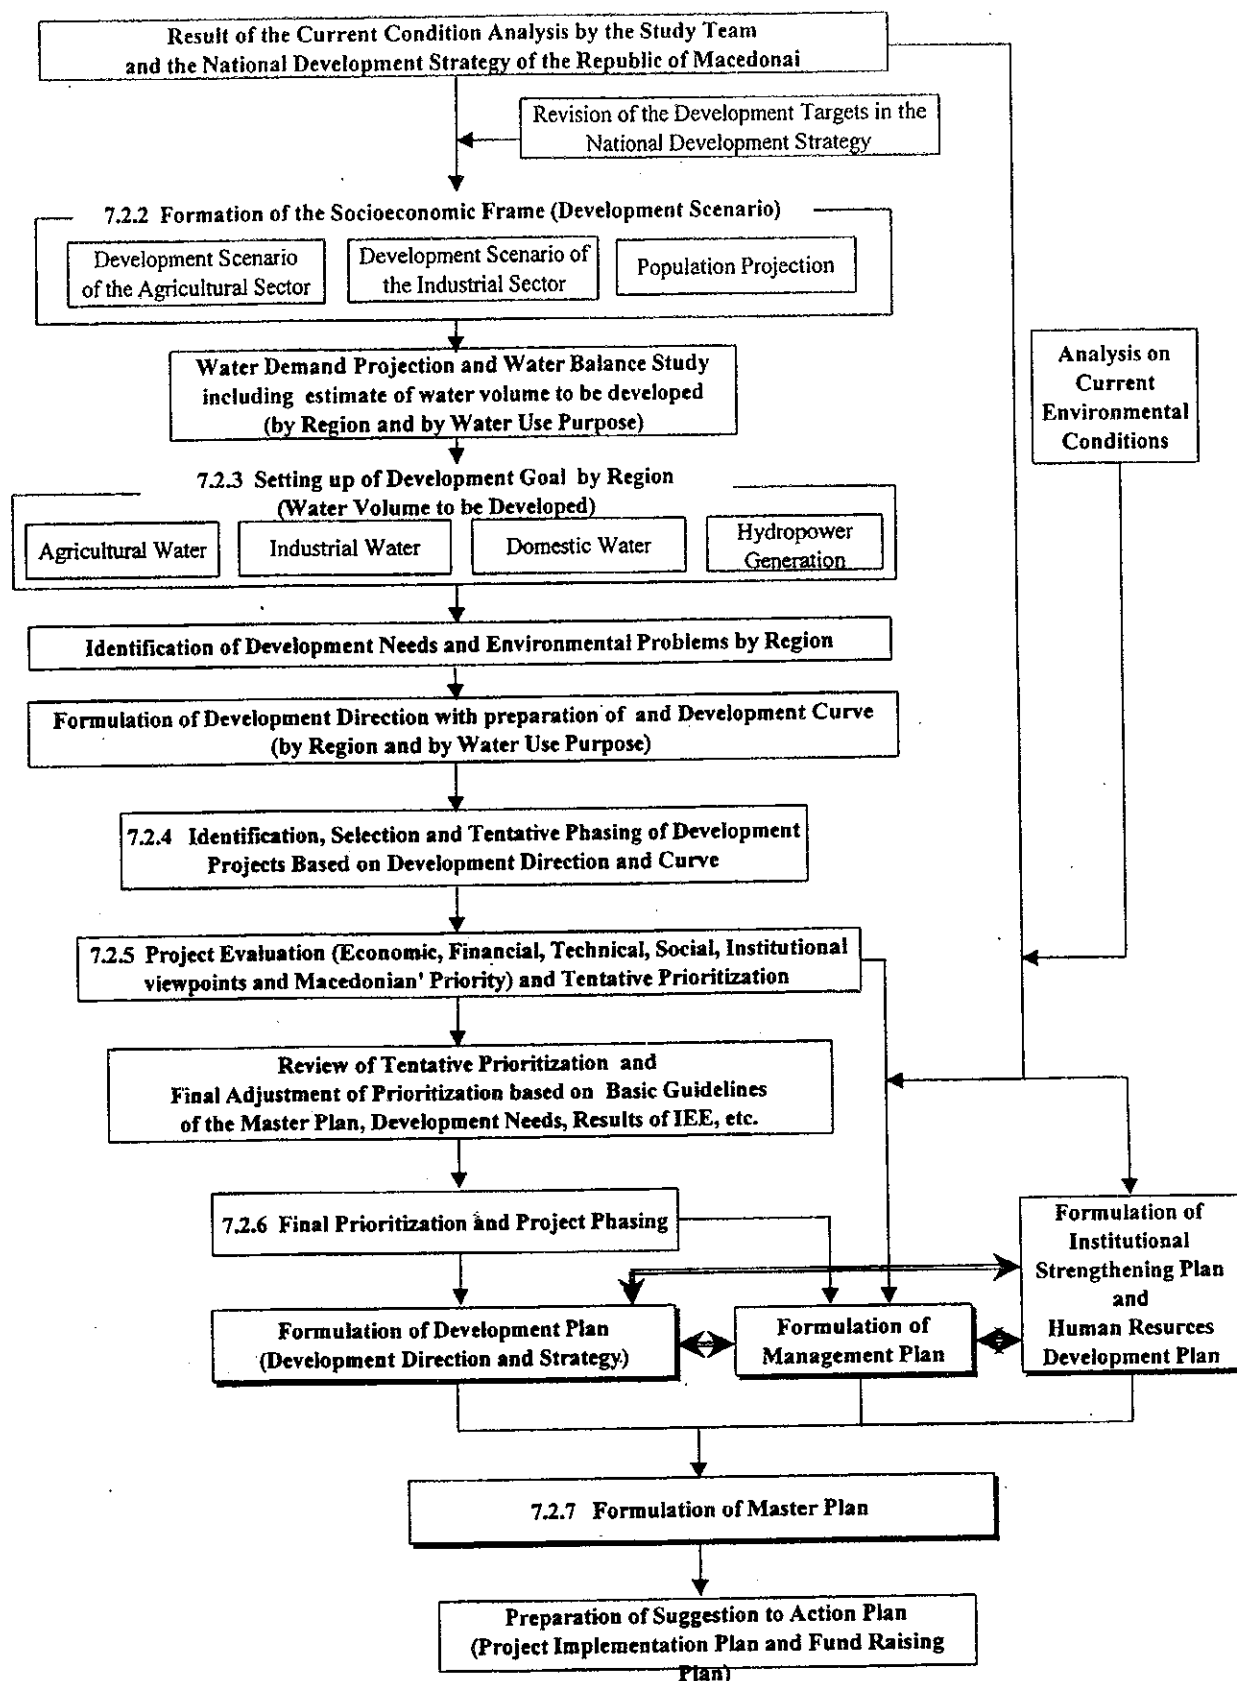 Result of the Current Condition Analysis by the Study Team
and the National Development Strategy of the Republic of Macedonai
Revision of the Development Targets in the
National Development Strategy
7.2.2 Formation of the Socioeconomic Frame (Development Scenario)
Development Scenario
of the Agricultural Sector
Development Scenario of
the Industrial Sector
Population Projection
Water Demand Projection and Water Balance Study
including estimate of water volume to be developed
(by Region and by Water Use Purpose)
Analysis on
Current
Environmental
Conditions
7.2.3 Setting up of Development Goal by Region
(Water Volume to be Developed)
Agricultural Water
Industrial Water
Domestic Water
Hydropower
Generation
Identification of Development Needs and Environmental Problems by Region
Formulation of Development Direction with preparation of and Development Curve
(by Region and by Water Use Purpose)
7.2.4 Identification, Selection and Tentative Phasing of Development
Projects Based on Development Direction and Curve
7.2.5 Project Evaluation (Economic, Financial, Technical, Social, Institutional
viewpoints and Macedonian' Priority) and Tentative Prioritization
Review of Tentative Prioritization and
Final Adjustment of Prioritization based on Basic Guidelines
of the Master Plan, Development Needs, Results of IEE, etc.
7.2.6 Final Prioritization and Project Phasing
Formulation of
Institutional
Strengthening Plan
and
Human Resurces
Development Plan
Formulation of Development Plan
(Development Direction and Strategy.)
Formulation of
Management Plan
7.2.7 Formulation of Master Plan
Preparation of Suggestion to Action Plan
(Project Implementation Plan and Fund Raising
Plan)